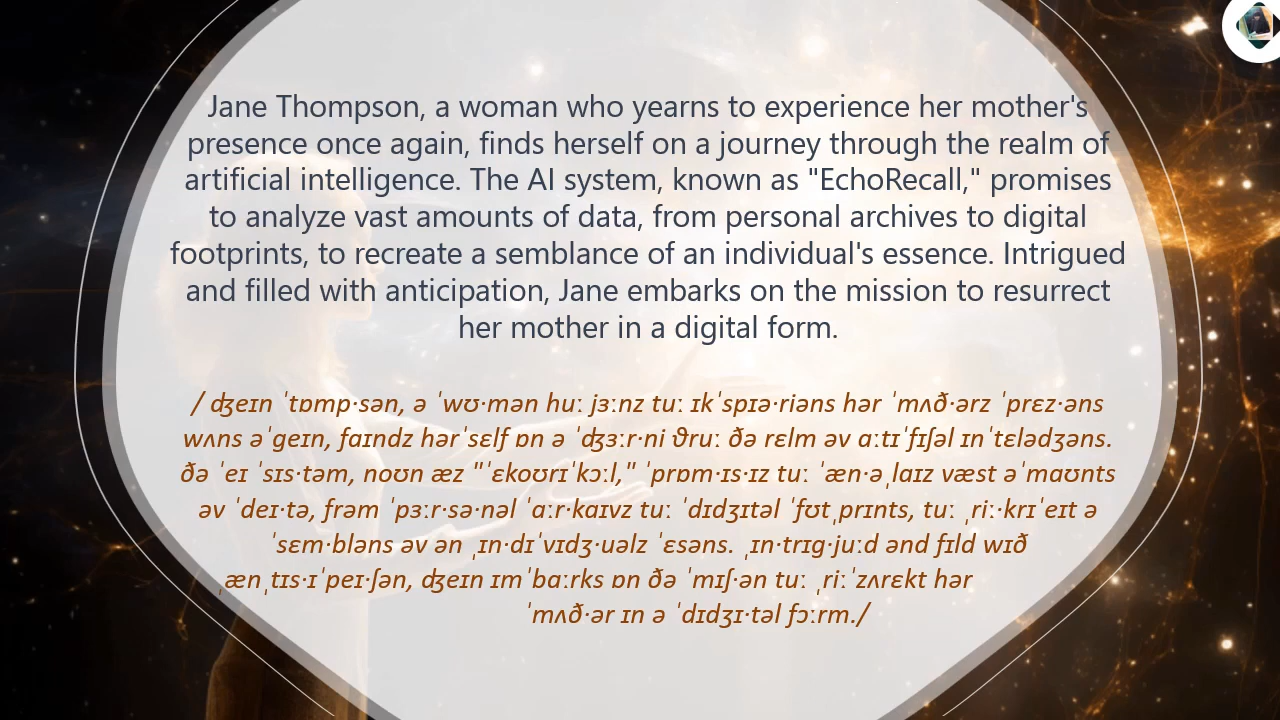 Jane Thompson, a woman who yearns to experience her mother's
presence once again, finds herself on a journey through the realm of
artificial intelligence. The AI system, known as "EchoRecall," promises
to analyze vast amounts of data, from personal archives to digital
footprints, to recreate a semblance of an individual's essence. Intrigued
and filled with anticipation, Jane embarks on the mission to resurrect
her mother in a digital form.
/ ʤeɪn ˈtɒmp·sən, ə ˈwʊ·mən huː jɜːnz tuː ɪkˈspɪə·riəns hər ˈmʌð·ərz ˈprɛz·əns
wʌns əˈgeɪn, faɪndz hərˈsɛlf ɒn ə ˈʤɜːr·ni ϑruː ðə rɛlm əv ɑːtɪˈfɪʃəl ɪnˈtɛlədʒəns.
ðə ˈeɪ ˈsɪs·təm, noʊn æz "ˈɛkoʊrɪˈkɔːl," ˈprɒm·ɪs·ɪz tuː ˈæn·əˌlaɪz væst əˈmaʊnts
əv ˈdeɪ·tə, frəm ˈpɜːr·sə·nəl ˈɑːr·kaɪvz tuː ˈdɪdʒɪtəl ˈfʊtˌprɪnts, tuː ˌriː·krɪˈeɪt ə
ˈsɛm·bləns əv ən ˌɪn·dɪˈvɪdʒ·uəlz ˈɛsəns. ˌɪn·trɪg·juːd ənd fɪld wɪð
ˌænˌtɪs·ɪˈpeɪ·ʃən, ʤeɪn ɪmˈbɑːrks ɒn ðə ˈmɪʃ·ən tuː ˌriːˈzʌrɛkt hər
ˈmʌð·ər ɪn ə ˈdɪdʒɪ·təl fɔːrm./